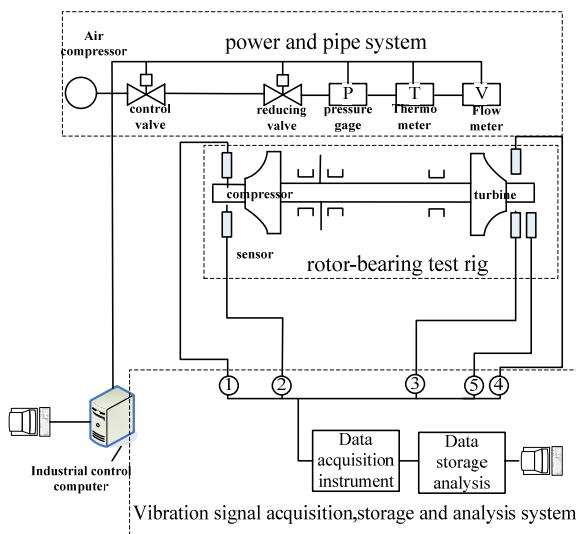 Air
compressor
power and pipe system
P
T
V
control
valve
reducing
valve
pressure
gage
Thermo
meter
Flow
meter
compressor
turbine
sensor
rotor-bearing test rig
1
2
3
5
4
Industrial control
computer
Data
acquisition
instrument
Data
storage
analysis
Vibration signal acquisition,storage and analysis system